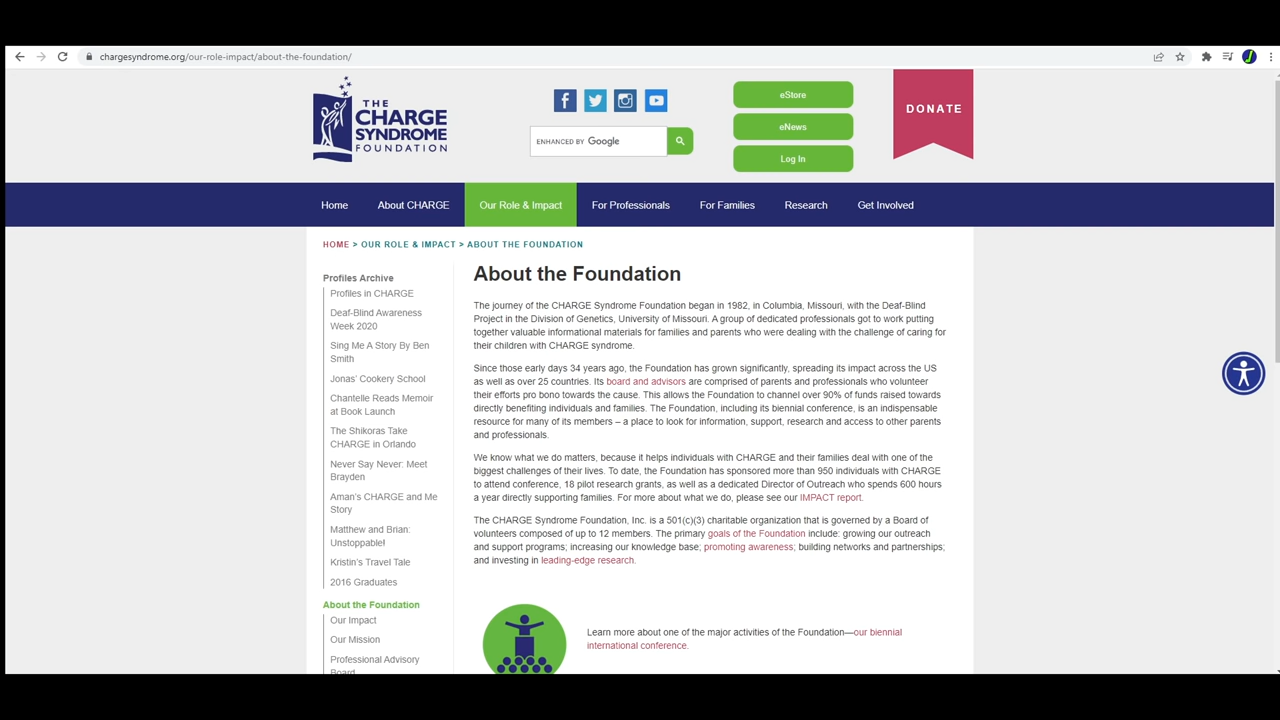 chargesyndrome.org/our-role-impact/about-the-foundation/
THE
CHARGE
SYNDROME
FOUNDATION
ENHANCED BY Google
eStore
eNews
Log In
DONATE
Home
About CHARGE
Our Role & Impact
For Professionals
For Families
Research
Get Involved
HOME > OUR ROLE & IMPACT > ABOUT THE FOUNDATION
Profiles Archive
Profiles in CHARGE
Deaf-Blind Awareness
Week 2020
Sing Me A Story By Ben
Smith
Jonas' Cookery School
Chantelle Reads Memoir
at Book Launch
The Shikoras Take
CHARGE in Orlando
Never Say Never: Meet
Brayden
Aman's CHARGE and Me
Story
Matthew and Brian:
Unstoppable!
Kristin's Travel Tale
2016 Graduates
About the Foundation
Our Impact
Our Mission
Professional Advisory
Board
About the Foundation
The journey of the CHARGE Syndrome Foundation began in 1982, in Columbia, Missouri, with the Deaf-Blind
Project in the Division of Genetics, University of Missouri. A group of dedicated professionals got to work putting
together valuable informational materials for families and parents who were dealing with the challenge of caring for
their children with CHARGE syndrome.
Since those early days 34 years ago, the Foundation has grown significantly, spreading its impact across the US
as well as over 25 countries. Its board and advisors are comprised of parents and professionals who volunteer
their efforts pro bono towards the cause. This allows the Foundation to channel over 90% of funds raised towards
directly benefiting individuals and families. The Foundation, including its biennial conference, is an indispensable
resource for many of its members – a place to look for information, support, research and access to other parents
and professionals.
We know what we do matters, because it helps individuals with CHARGE and their families deal with one of the
biggest challenges of their lives. To date, the Foundation has sponsored more than 950 individuals with CHARGE
to attend conference, 18 pilot research grants, as well as a dedicated Director of Outreach who spends 600 hours
a year directly supporting families. For more about what we do, please see our IMPACT report.
The CHARGE Syndrome Foundation, Inc. is a 501(c)(3) charitable organization that is governed by a Board of
volunteers composed of up to 12 members. The primary goals of the Foundation include: growing our outreach
and support programs; increasing our knowledge base; promoting awareness; building networks and partnerships;
and investing in leading-edge research.
Learn more about one of the major activities of the Foundation—our biennial
international conference.